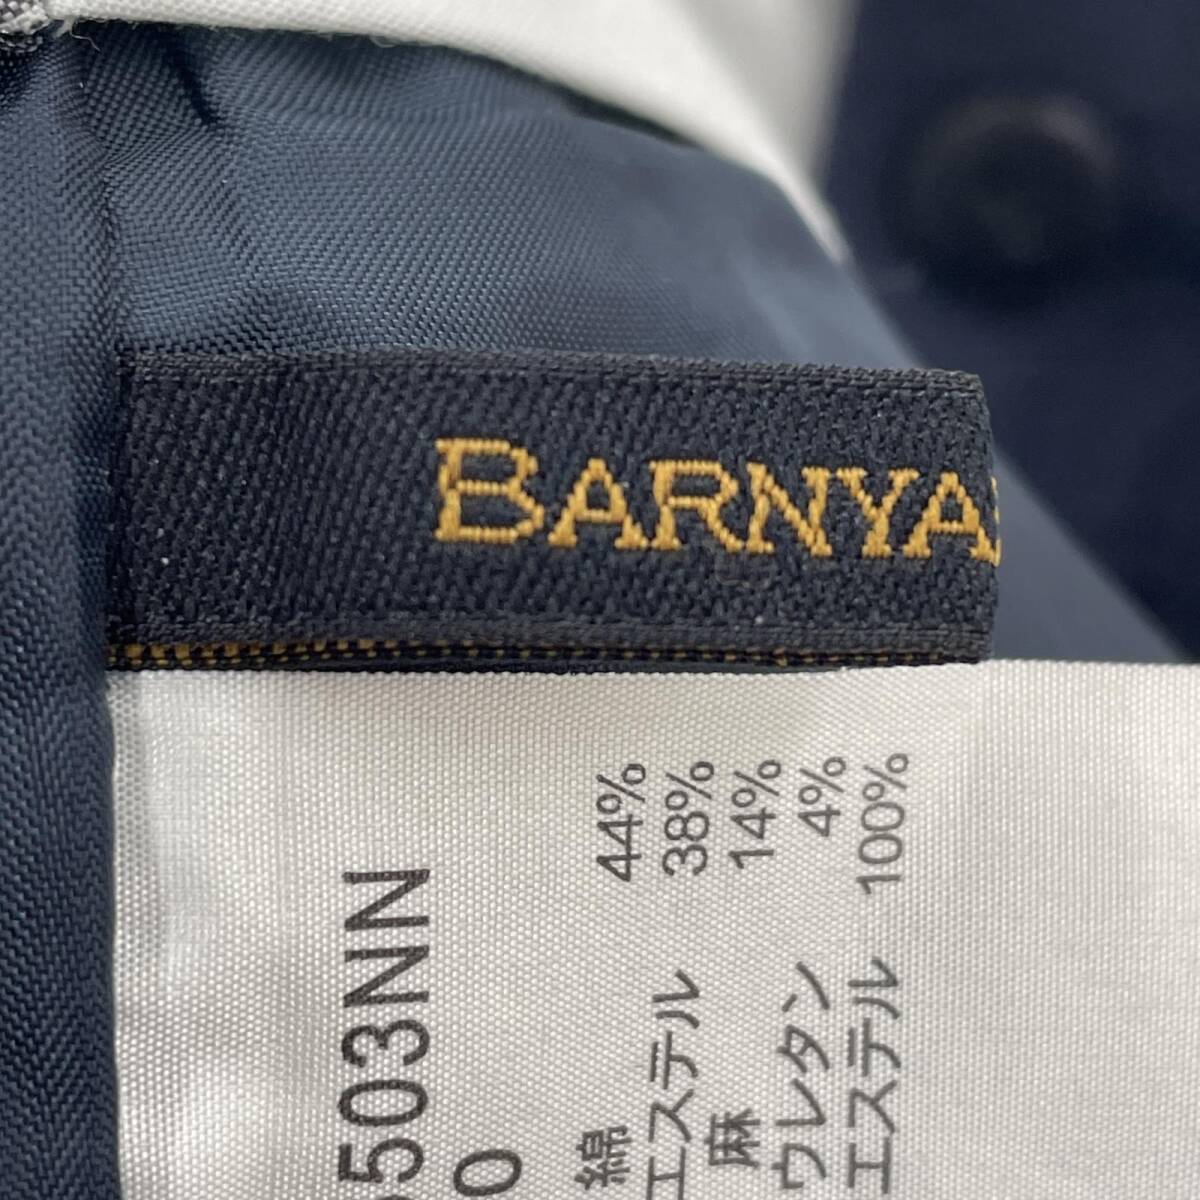 BARNYA
503NN
0
綿 44%
エステル 38%
麻 14%
ウレタン 4%
エステル 100%